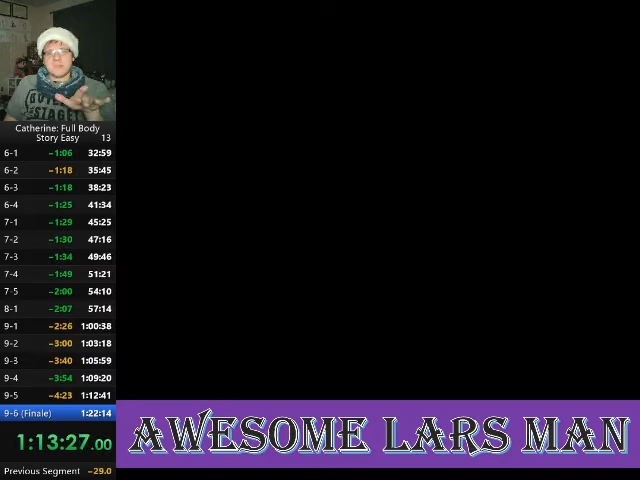 Catherine: Full Body
Story Easy 13
6-1 −1:06 32:59
6-2 −1:18 35:45
6-3 −1:18 38:23
6-4 −1:25 41:34
7-1 −1:29 45:25
7-2 −1:30 47:16
7-3 −1:34 49:46
7-4 −1:49 51:21
7-5 −2:00 54:10
8-1 −2:07 57:14
9-1 −2:26 1:00:38
9-2 −3:00 1:03:18
9-3 −3:40 1:05:59
9-4 −3:54 1:09:20
9-5 −4:23 1:12:41
9-6 (Finale) 1:22:14
1:13:27.00
Previous Segment −29.0
AWESOME LARS MAN